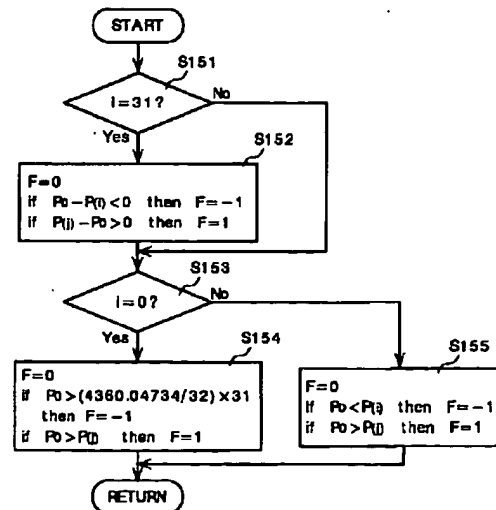 START
S151
i=31?
No
Yes
S152
F=0
if Po-P(i)<0 then F=-1
if P(j)-Po>0 then F=1
S153
i=0?
No
Yes
S154
F=0
if Po>(4360.04734/32)×31
then F=-1
if Po>P(j) then F=1
S155
F=0
if Po<P(i) then F=-1
if Po>P(j) then F=1
RETURN